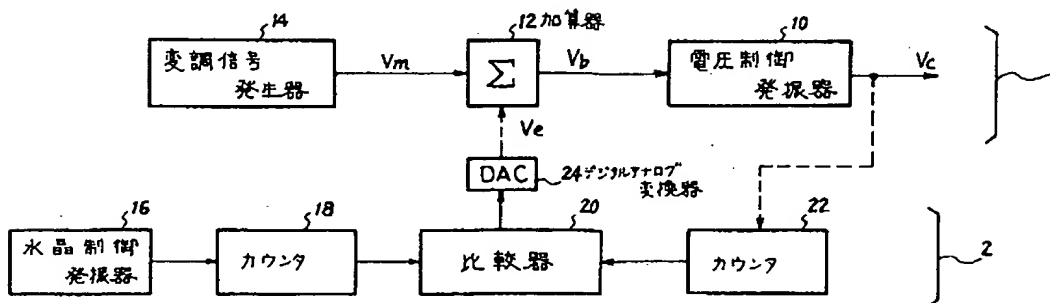 14
変調信号
発生器
Vm
12 加算器
Σ
Vb
10
電圧制御
発振器
Vc
Ve
DAC
24 デジタルアナログ
変換器
16
水晶制御
発振器
18
カウンタ
20
比較器
22
カウンタ
2